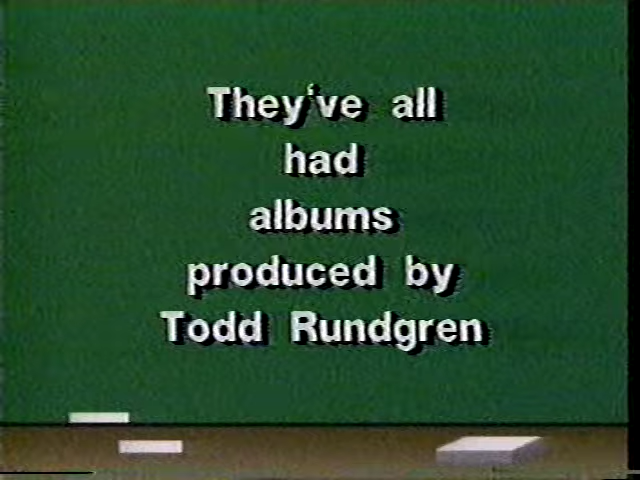 They've all
had
albums
produced by
Todd Rundgren